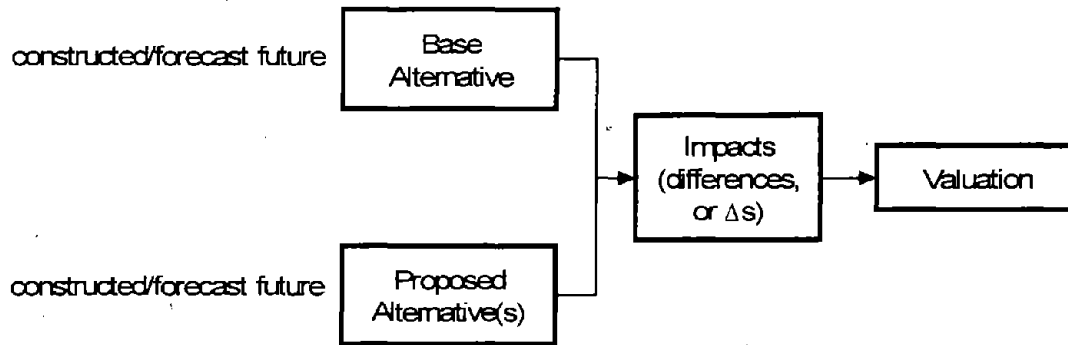 constructed/forecast future
Base
Alternative
Impacts
(differences,
or Δs)
Valuation
constructed/forecast future
Proposed
Alternative(s)